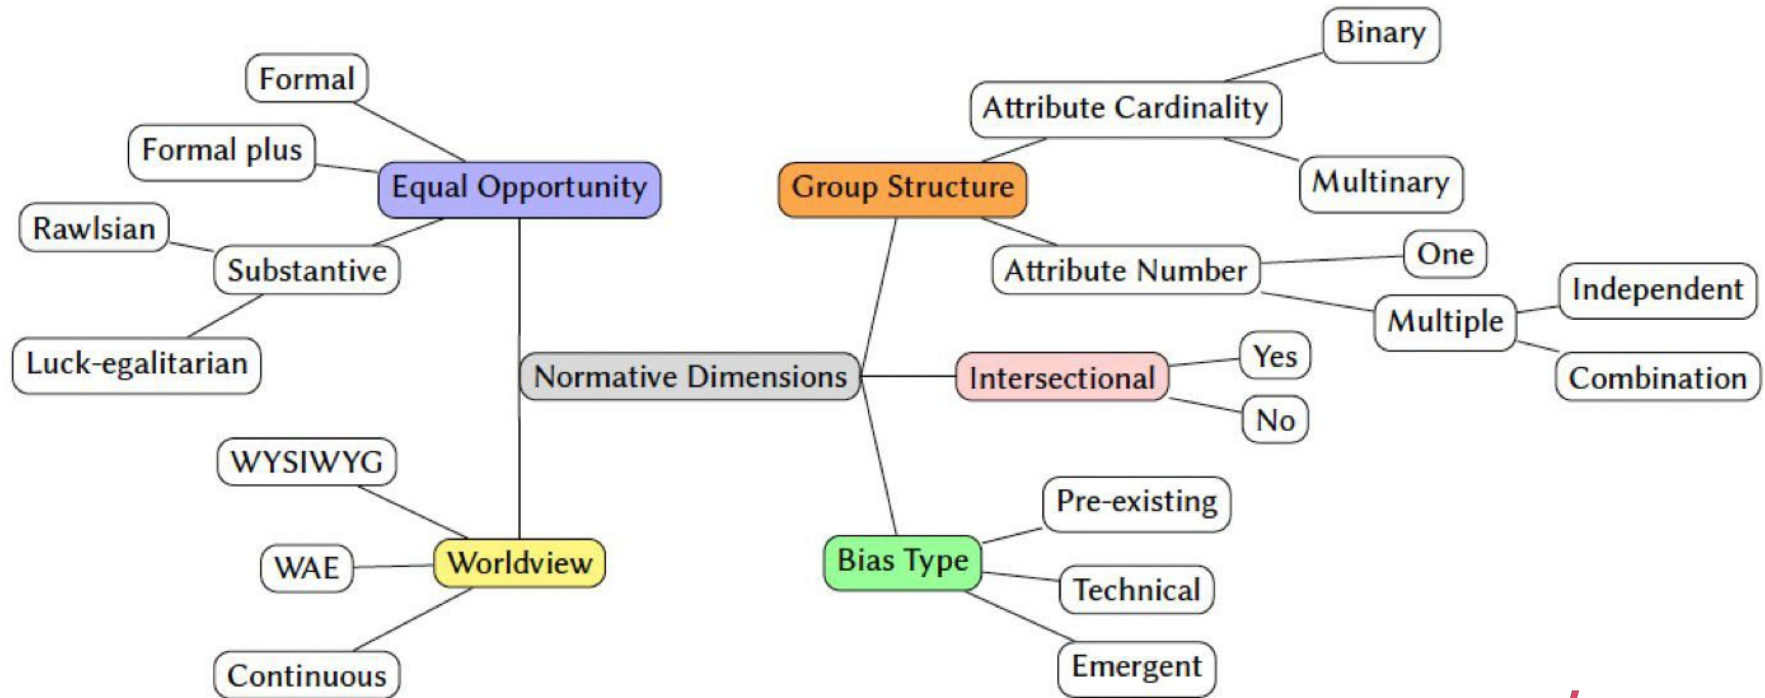 Binary
Formal
Attribute Cardinality
Formal plus
Equal Opportunity
Group Structure
Multinary
Rawlsian
Substantive
Attribute Number
One
Independent
Multiple
Luck-egalitarian
Normative Dimensions
Intersectional
Yes
Combination
No
WYSIWYG
Pre-existing
WAE
Worldview
Bias Type
Technical
Continuous
Emergent